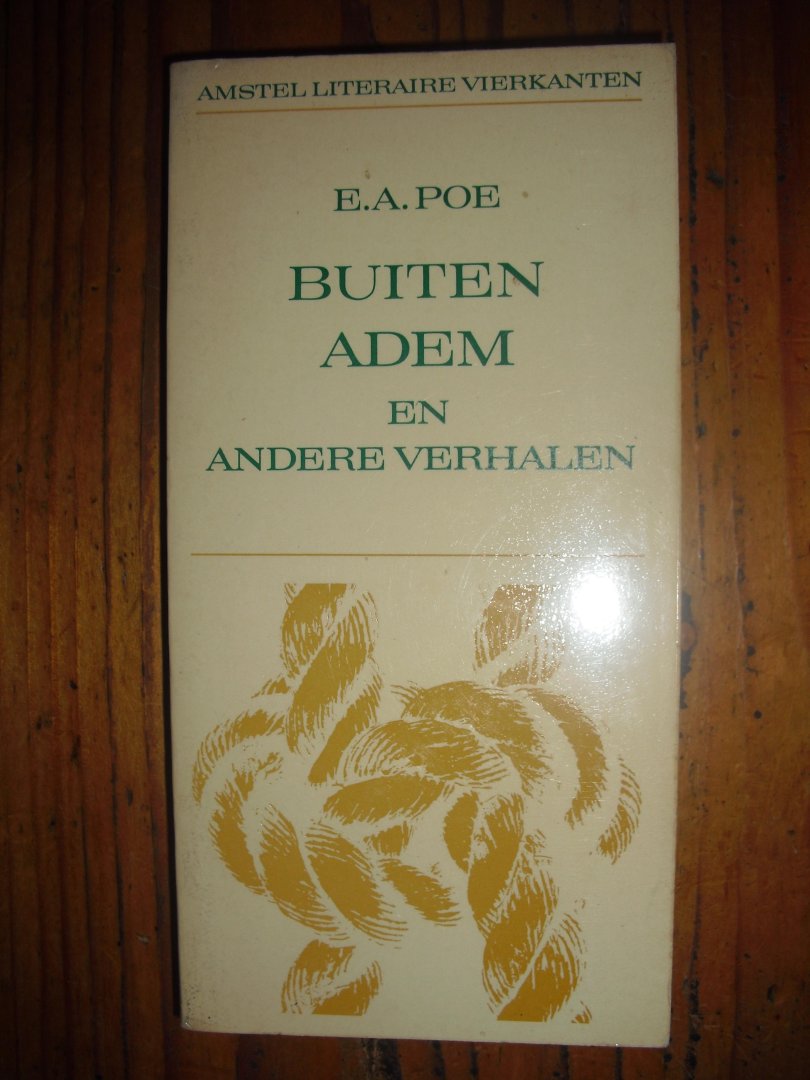 AMSTEL LITERAIRE VIERKANTEN
E.A. POE
BUITEN
ADEM
EN
ANDERE VERHALEN